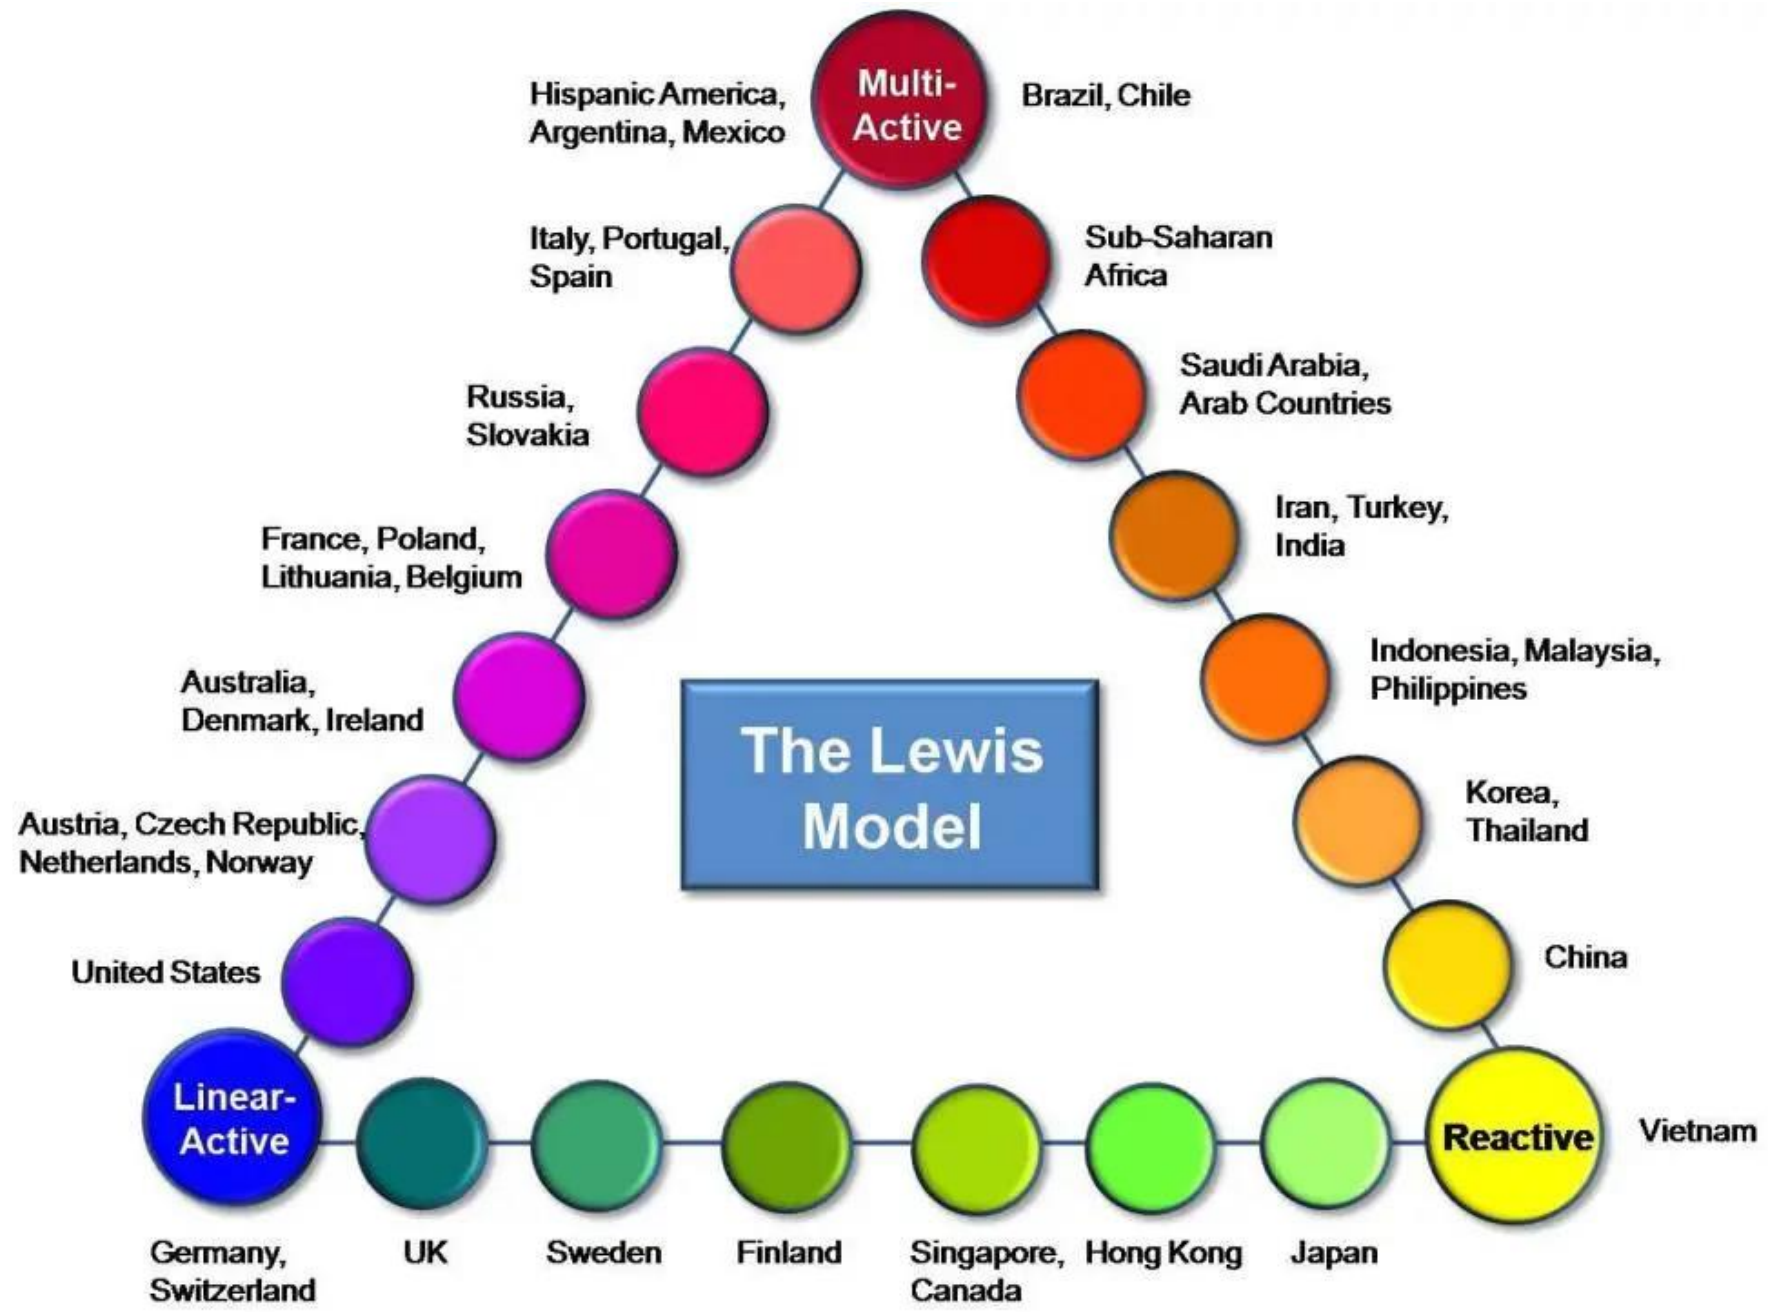 Multi-
Active
Hispanic America,
Argentina, Mexico
Brazil, Chile
Italy, Portugal,
Spain
Sub-Saharan
Africa
Russia,
Slovakia
Saudi Arabia,
Arab Countries
France, Poland,
Lithuania, Belgium
Iran, Turkey,
India
Australia,
Denmark, Ireland
Indonesia, Malaysia,
Philippines
The Lewis
Model
Austria, Czech Republic,
Netherlands, Norway
Korea,
Thailand
United States
China
Linear-
Active
Reactive
Vietnam
Germany,
Switzerland
UK
Sweden
Finland
Singapore,
Canada
Hong Kong
Japan